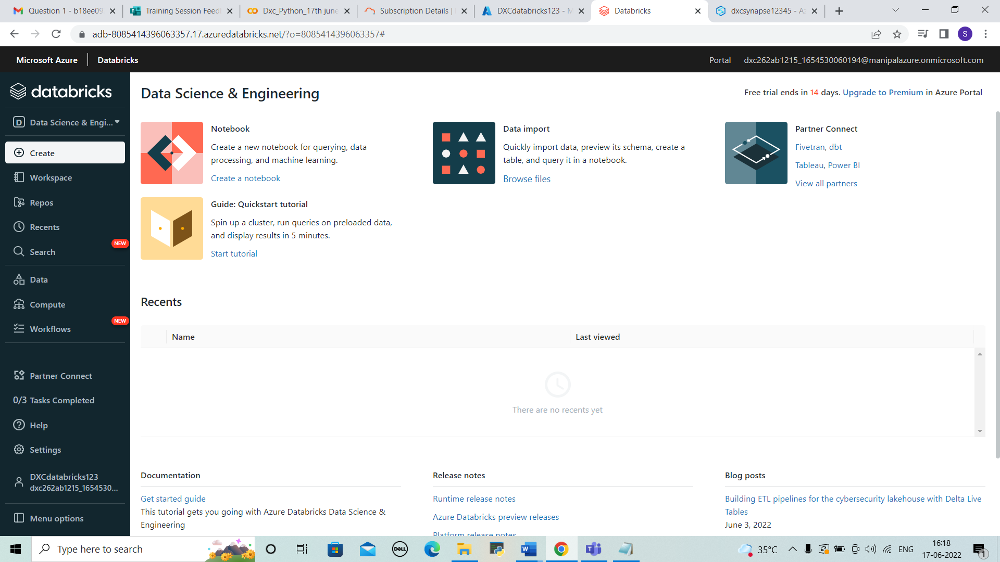 Question 1 - b18ee09
Training Session Feed
Dxc_Python_17th june
Subscription Details |
DXCdatabricks123 - M
Databricks
dxcsynapse12345 - Az
adb-8085414396063357.17.azuredatabricks.net/?o=8085414396063357#
S
Microsoft Azure
Databricks
Portal
dxc262ab1215_1654530060194@manipalazure.onmicrosoft.com
databricks
D Data Science & Engi...
Create
Workspace
Repos
Recents
NEW
Search
Data
Compute
NEW
Workflows
Partner Connect
0/3 Tasks Completed
Help
Settings
DXCdatabricks123
dxc262ab1215_1654530...
Menu options
Data Science & Engineering
Free trial ends in 14 days. Upgrade to Premium in Azure Portal
Notebook
Create a new notebook for querying, data
processing, and machine learning.
Create a notebook
Data import
Quickly import data, preview its schema, create a
table, and query it in a notebook.
Browse files
Partner Connect
Fivetran, dbt
Tableau, Power BI
View all partners
Guide: Quickstart tutorial
Spin up a cluster, run queries on preloaded data,
and display results in 5 minutes.
Start tutorial
Recents
Name
Last viewed
There are no recents yet
Documentation
Get started guide
This tutorial gets you going with Azure Databricks Data Science &
Engineering
Release notes
Runtime release notes
Azure Databricks preview releases
Platform release notes
Blog posts
Building ETL pipelines for the cybersecurity lakehouse with Delta Live
Tables
June 3, 2022
Type here to search
DELL
W
35°C
ENG
16:18
17-06-2022
1